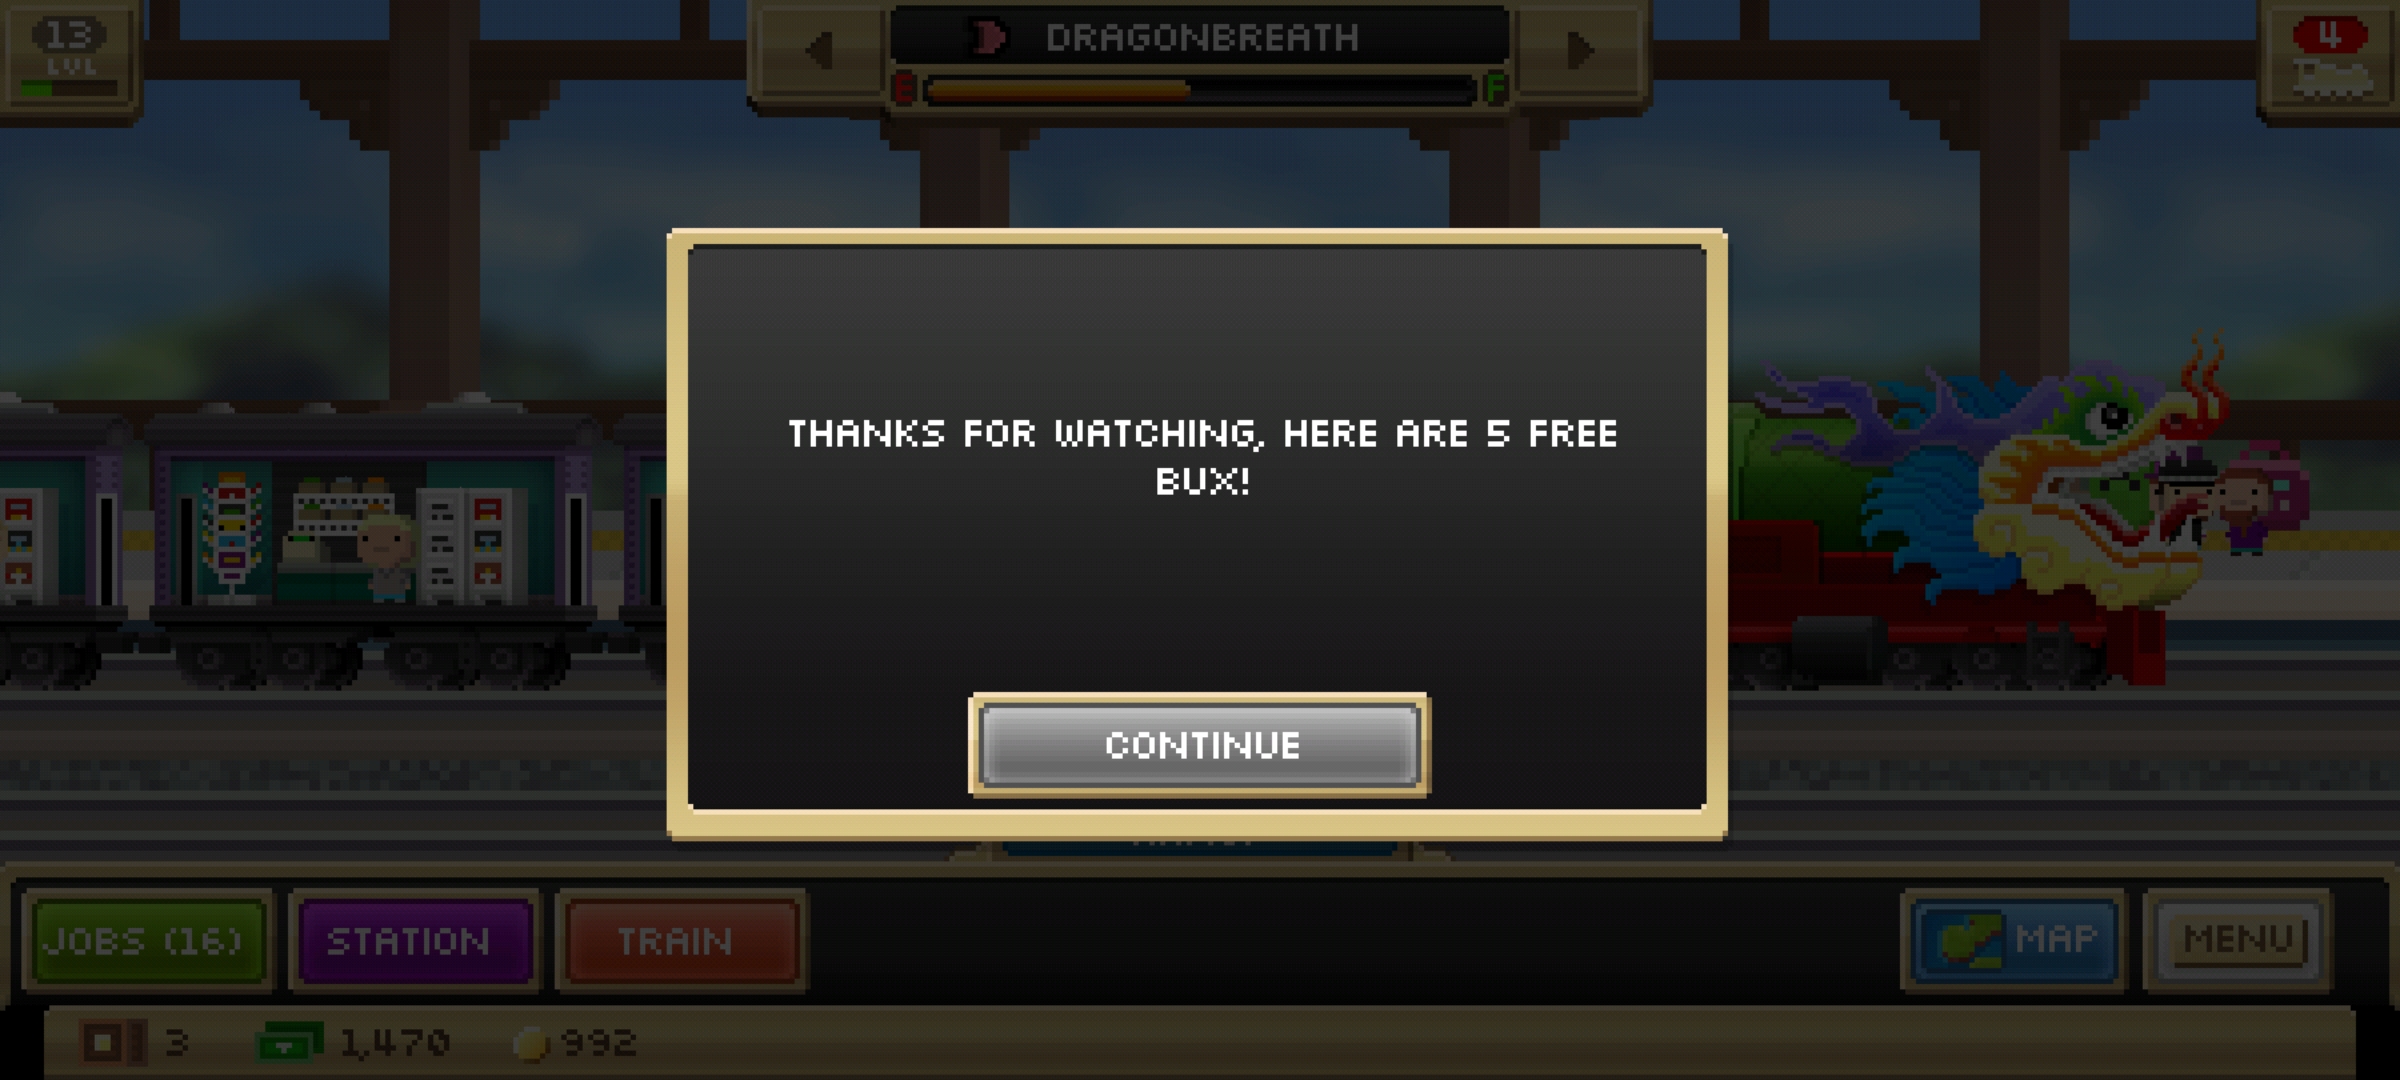 13
LVL
DRAGONBREATH
E F
4
THANKS FOR WATCHING, HERE ARE 5 FREE
BUX!
CONTINUE
JOBS (16)
STATION
TRAIN
MAP
MENU
3
1,470
992